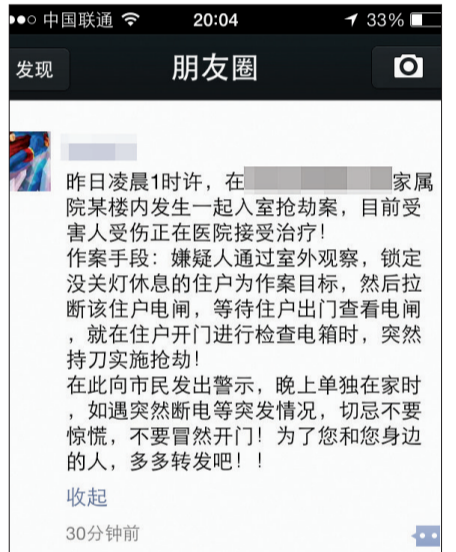 中国联通 20:04 33%
发现 朋友圈
昨日凌晨1时许，在家属
院某楼内发生一起入室抢劫案，目前受
害人受伤正在医院接受治疗！
作案手段：嫌疑人通过室外观察，锁定
没关灯休息的住户为作案目标，然后拉
断该住户电闸，等待住户出门查看电闸
，就在住户开门进行检查电箱时，突然
持刀实施抢劫！
在此向市民发出警示，晚上单独在家时
，如遇突然断电等突发情况，切忌不要
惊慌，不要冒然开门！为了您和您身边
的人，多多转发吧！！
收起
30分钟前